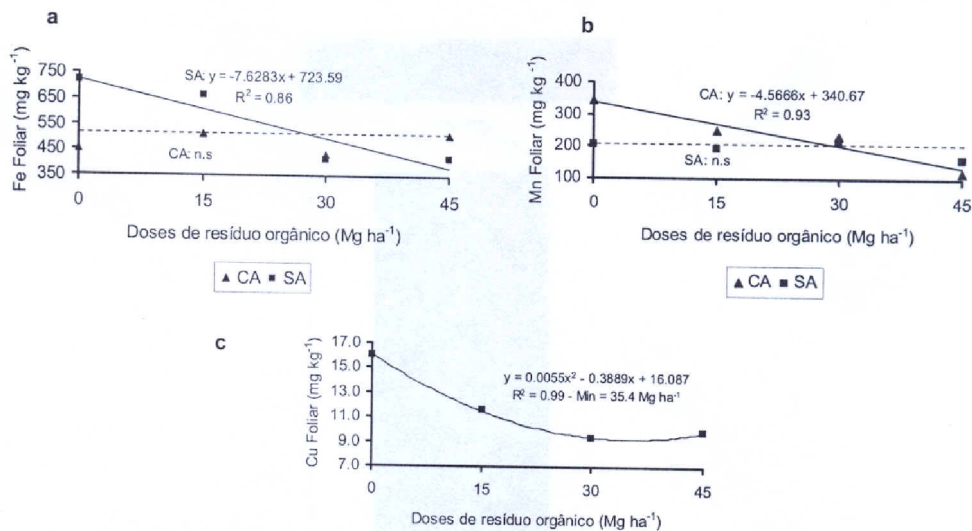 a
Fe Foliar (mg kg⁻¹)
750
650
550
450
350
SA: y = -7.6283x + 723.59
R² = 0.86
CA: n.s
0 15 30 45
Doses de resíduo orgânico (Mg ha⁻¹)
▲ CA ■ SA
b
Mn Foliar (mg kg⁻¹)
400
300
200
100
CA: y = -4.5666x + 340.67
R² = 0.93
SA: n.s
0 15 30 45
Doses de resíduo orgânico (Mg ha⁻¹)
▲ CA ■ SA
c
Cu Foliar (mg kg⁻¹)
17.0
15.0
13.0
11.0
9.0
7.0
y = 0.0055x² - 0.3889x + 16.087
R² = 0.99 - Min = 35.4 Mg ha⁻¹
0 15 30 45
Doses de resíduo orgânico (Mg ha⁻¹)